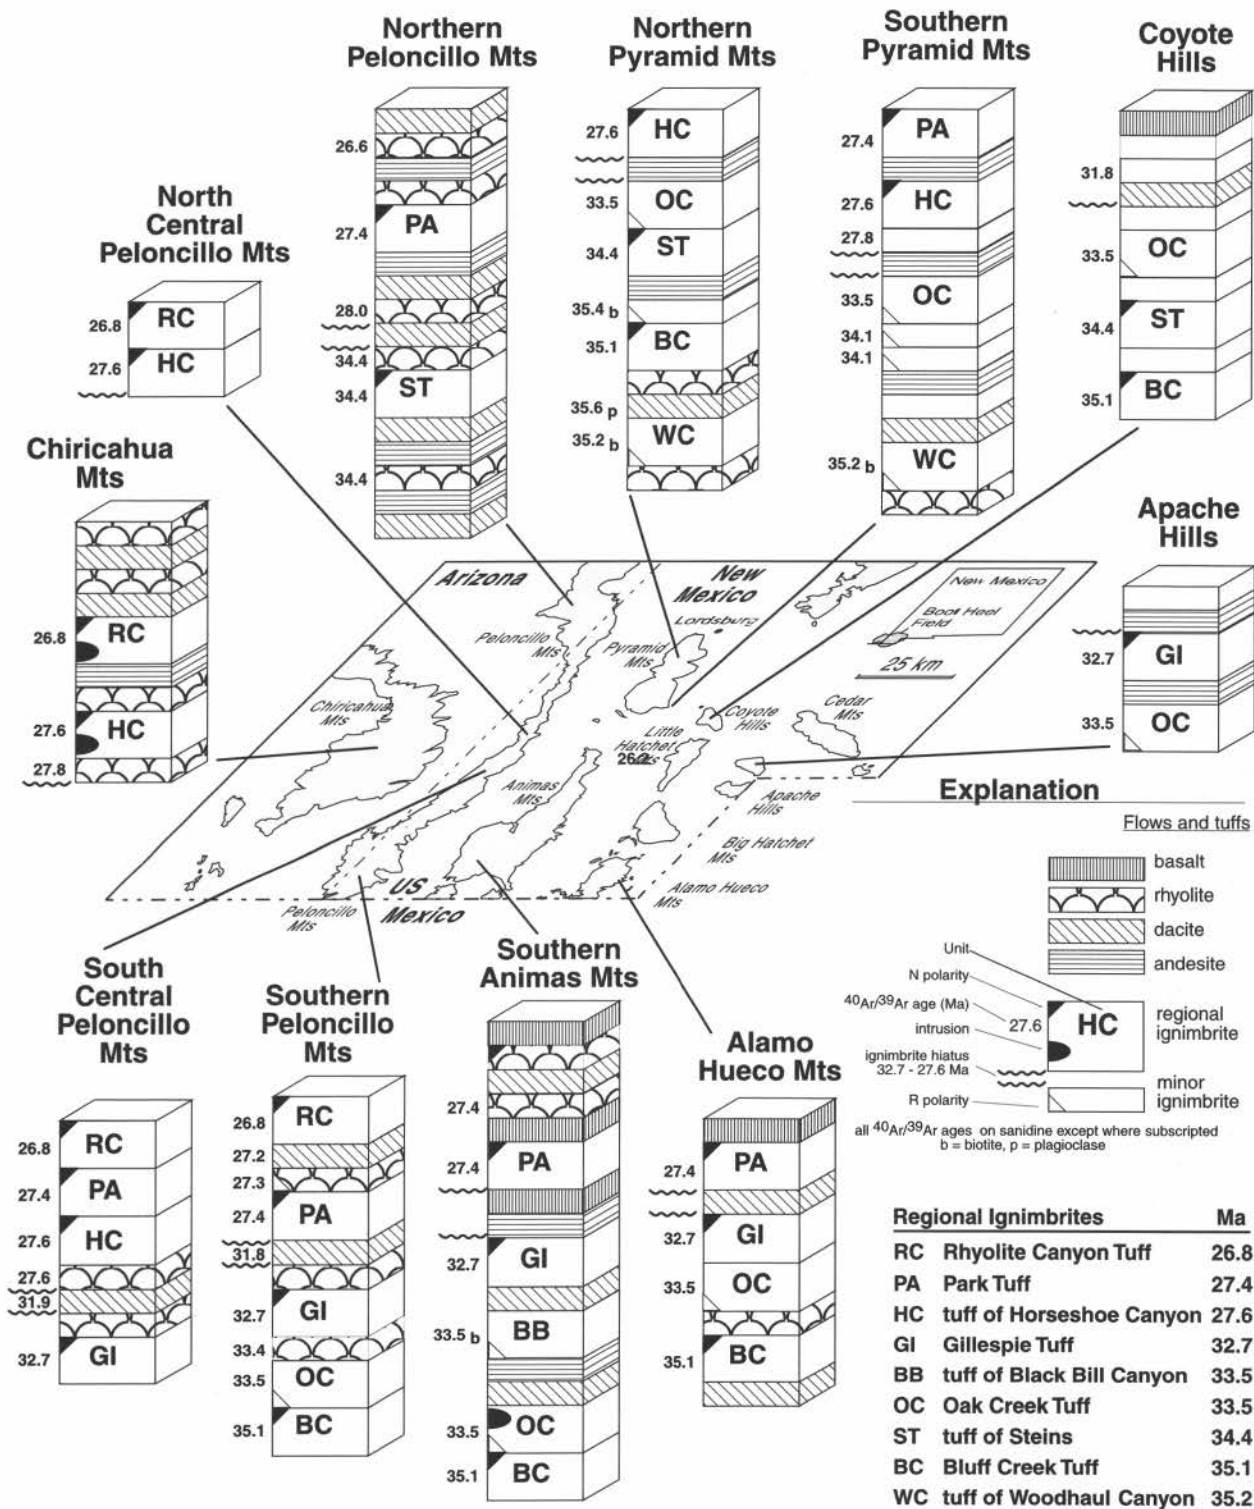 Northern
Peloncillo Mts
26.6
PA
27.4
28.0
34.4
ST
34.4
34.4
Northern
Pyramid Mts
27.6
HC
33.5
OC
ST
34.4
35.4 b
35.1
BC
35.6 p
35.2 b
WC
Southern
Pyramid Mts
27.4
PA
27.6
HC
27.8
33.5
OC
34.1
34.1
35.2 b
WC
Coyote
Hills
31.8
33.5
OC
34.4
ST
35.1
BC
North
Central
Peloncillo Mts
26.8
RC
27.6
HC
Chiricahua
Mts
26.8
RC
27.6
HC
27.8
Apache
Hills
32.7
GI
33.5
OC
Arizona
New
Mexico
Lordsburg
Peloncillo
Mts
Pyramid
Mts
New Mexico
Boot Heel
Field
25 km
Chiricahua
Mts
Little
Hatchet
Mts
26.2
Coyote
Hills
Cedar
Mts
Animas
Mts
Apache
Hills
Big Hatchet
Mts
Alamo Hueco
Mts
US
Mexico
Peloncillo
Mts
Explanation
Flows and tuffs
basalt
rhyolite
dacite
andesite
Unit
N polarity
40Ar/39Ar age (Ma)
27.6
HC
regional
ignimbrite
intrusion
ignimbrite hiatus
32.7 - 27.6 Ma
R polarity
minor
ignimbrite
all 40Ar/39Ar ages on sanidine except where subscripted
b = biotite, p = plagioclase
South
Central
Peloncillo
Mts
26.8
RC
27.4
PA
27.6
HC
27.6
31.9
32.7
GI
Southern
Peloncillo
Mts
26.8
RC
27.2
27.3
27.4
PA
31.8
32.7
GI
33.4
33.5
OC
35.1
BC
Southern
Animas Mts
27.4
27.4
PA
32.7
GI
33.5 b
BB
33.5
OC
35.1
BC
Alamo
Hueco Mts
27.4
PA
32.7
GI
33.5
OC
35.1
BC
Regional Ignimbrites Ma
RC Rhyolite Canyon Tuff 26.8
PA Park Tuff 27.4
HC tuff of Horseshoe Canyon 27.6
GI Gillespie Tuff 32.7
BB tuff of Black Bill Canyon 33.5
OC Oak Creek Tuff 33.5
ST tuff of Steins 34.4
BC Bluff Creek Tuff 35.1
WC tuff of Woodhaul Canyon 35.2